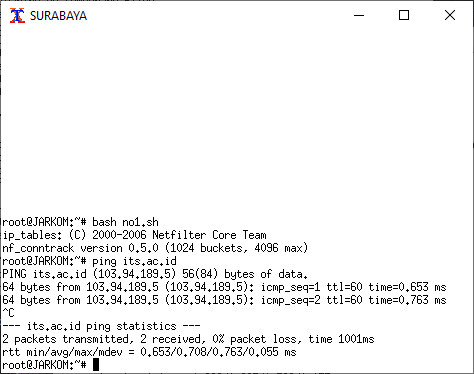 SURABAYA
root@JARKOM:~# bash no1.sh
ip_tables: (C) 2000-2006 Netfilter Core Team
nf_conntrack version 0.5.0 (1024 buckets, 4096 max)
root@JARKOM:~# ping its.ac.id
PING its.ac.id (103.94.189.5) 56(84) bytes of data.
64 bytes from 103.94.189.5 (103.94.189.5): icmp_seq=1 ttl=60 time=0.653 ms
64 bytes from 103.94.189.5 (103.94.189.5): icmp_seq=2 ttl=60 time=0.763 ms
^C
--- its.ac.id ping statistics ---
2 packets transmitted, 2 received, 0% packet loss, time 1001ms
rtt min/avg/max/mdev = 0.653/0.708/0.763/0.055 ms
root@JARKOM:~#